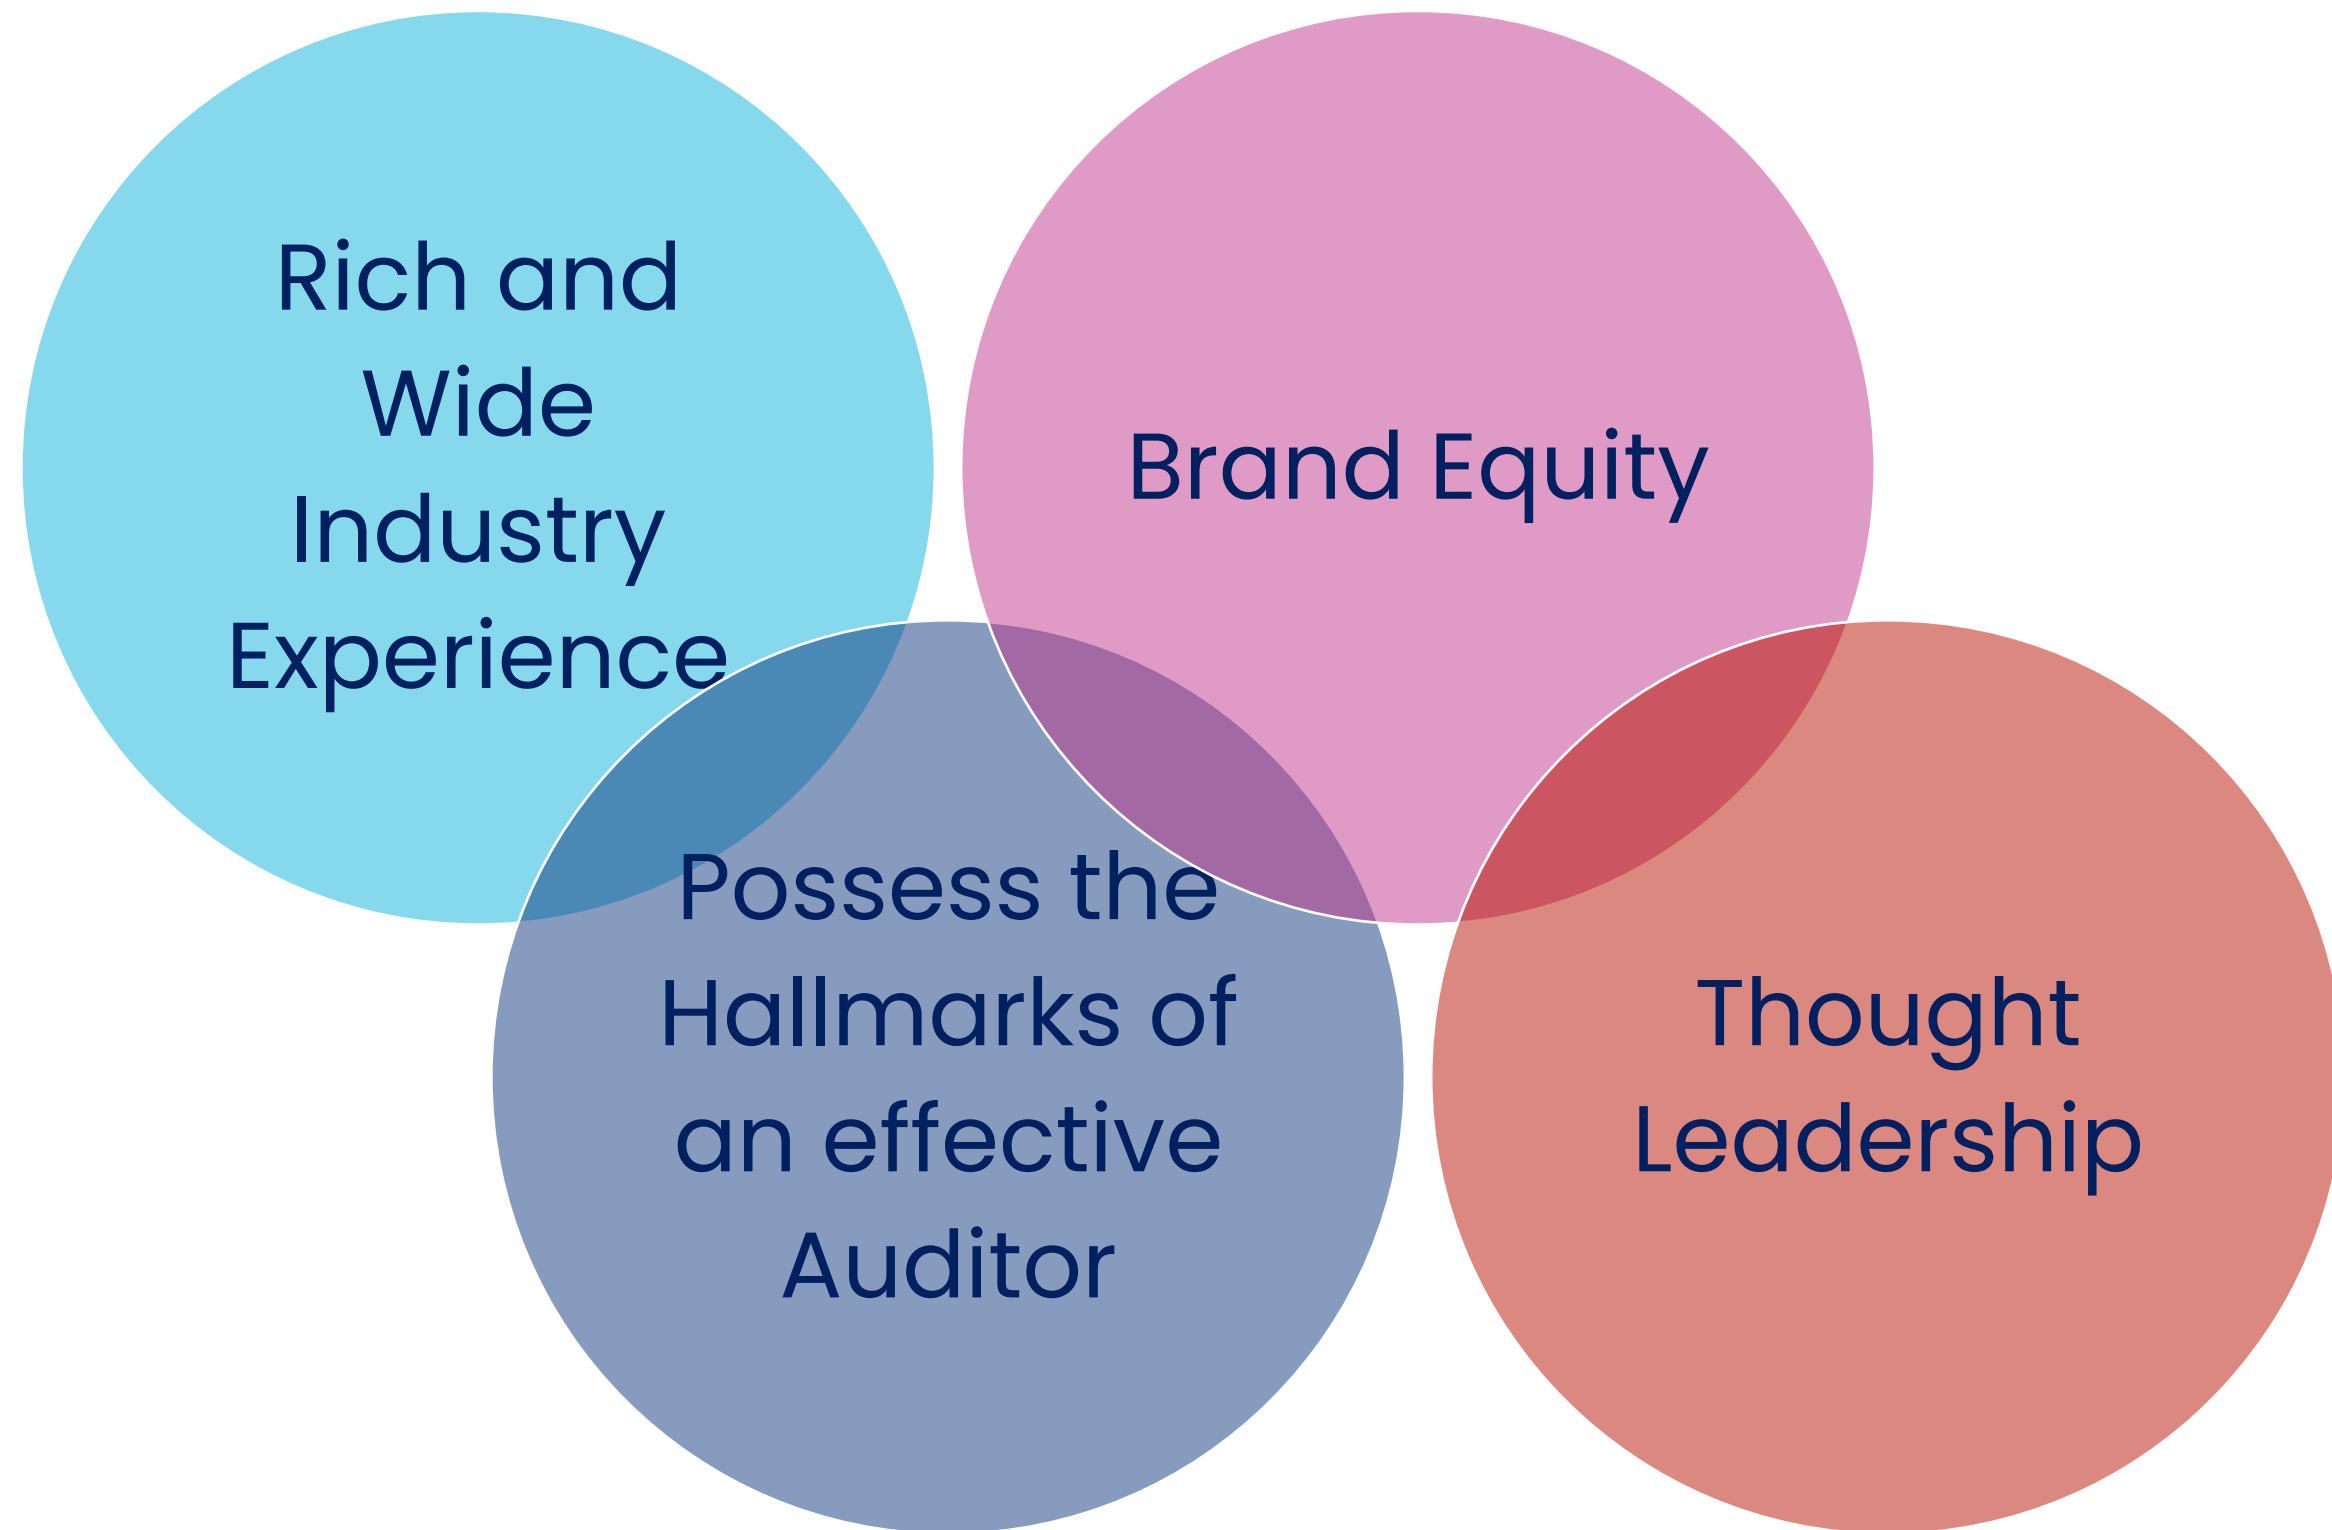 Rich and
Wide
Industry
Experience
Brand Equity
Possess the
Hallmarks of
an effective
Auditor
Thought
Leadership